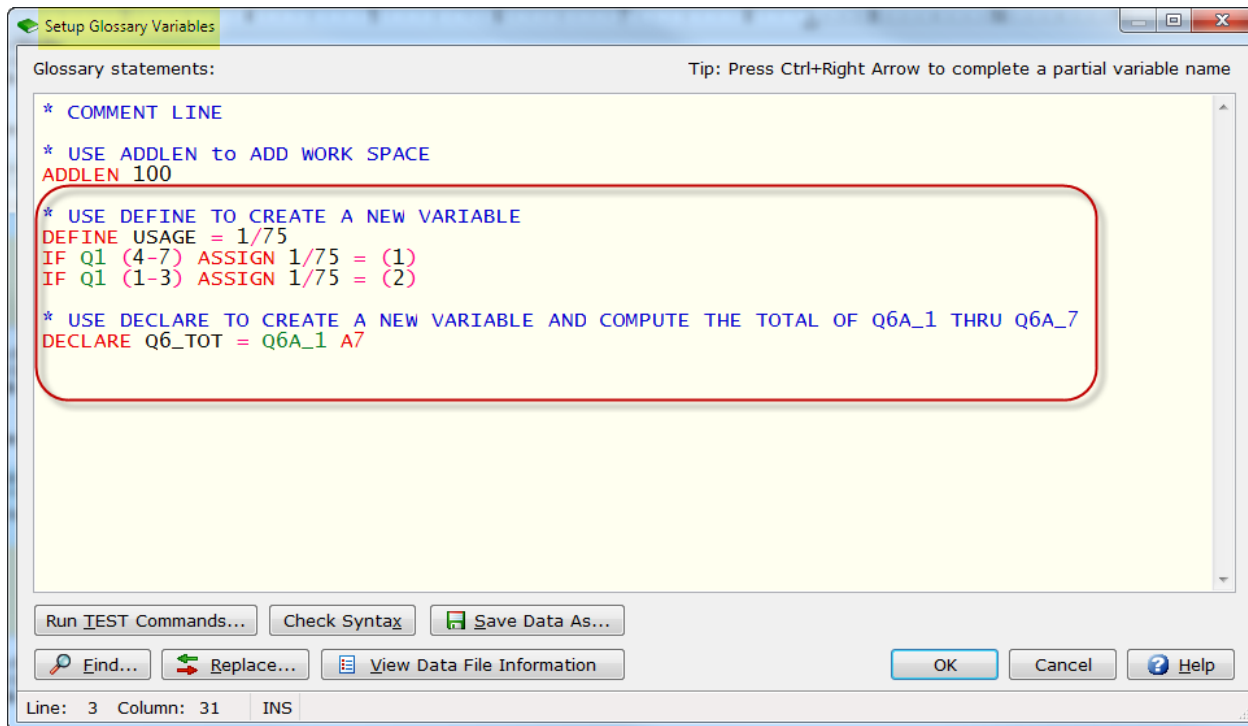 Setup Glossary Variables
Glossary statements:
Tip: Press Ctrl+Right Arrow to complete a partial variable name
* COMMENT LINE
* USE ADDLEN to ADD WORK SPACE
ADDLEN 100
* USE DEFINE TO CREATE A NEW VARIABLE
DEFINE USAGE = 1/75
IF Q1 (4-7) ASSIGN 1/75 = (1)
IF Q1 (1-3) ASSIGN 1/75 = (2)
* USE DECLARE TO CREATE A NEW VARIABLE AND COMPUTE THE TOTAL OF Q6A_1 THRU Q6A_7
DECLARE Q6_TOT = Q6A_1 A7
Run TEST Commands... Check Syntax Save Data As...
Find... Replace... View Data File Information OK Cancel Help
Line: 3 Column: 31 INS